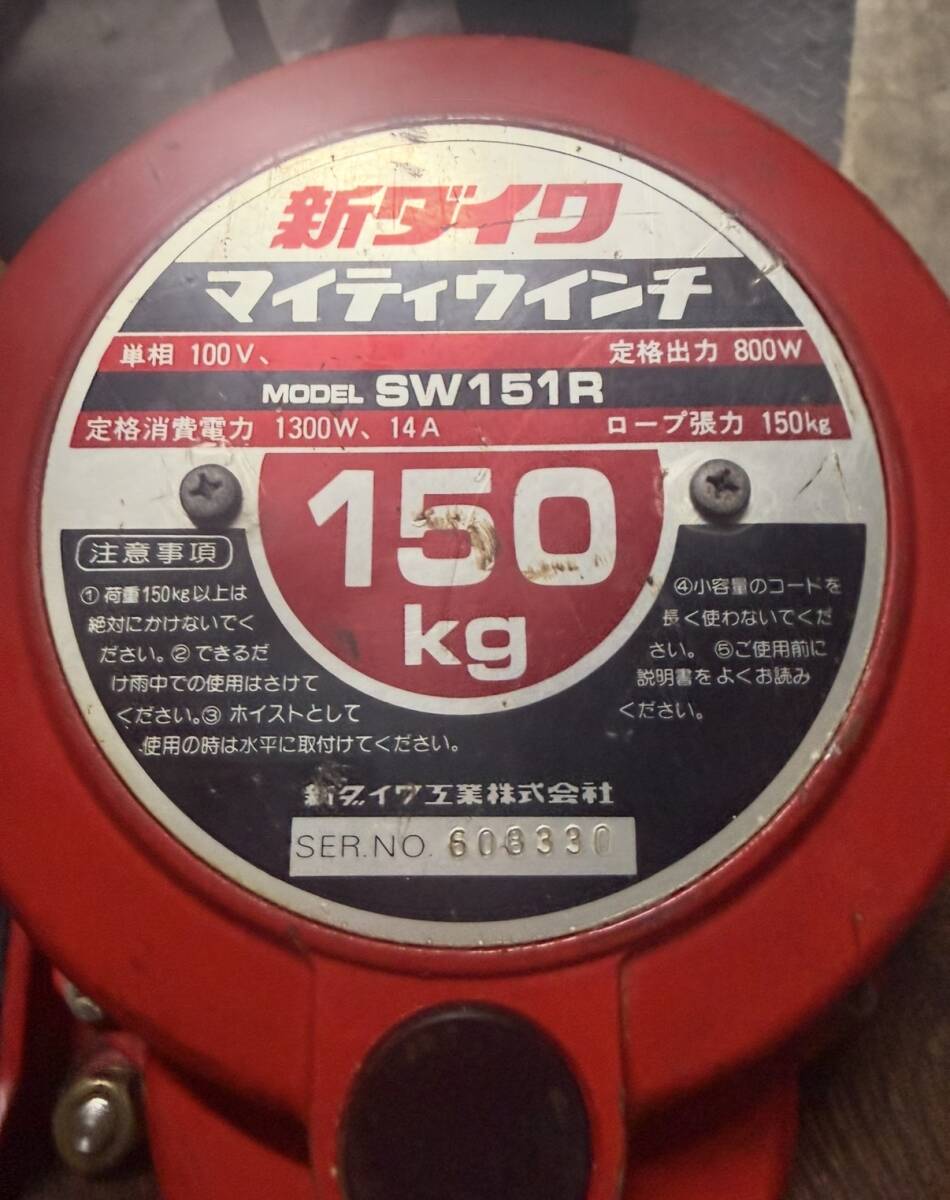 新ダイワ
マイティウインチ
単相 100V、 定格出力 800W
MODEL SW151R
定格消費電力 1300W、14A ロープ張力 150kg
150
kg
注意事項
①荷重150kg以上は
絶対にかけないでく
ださい。②できるだ
け雨中での使用はさけて
ください。③ホイストとして
使用の時は水平に取付けてください。
④小容量のコードを
長く使わないでくだ
さい。⑤ご使用前に
説明書をよくお読み
ください。
新ダイワ工業株式会社
SER.NO. 608330